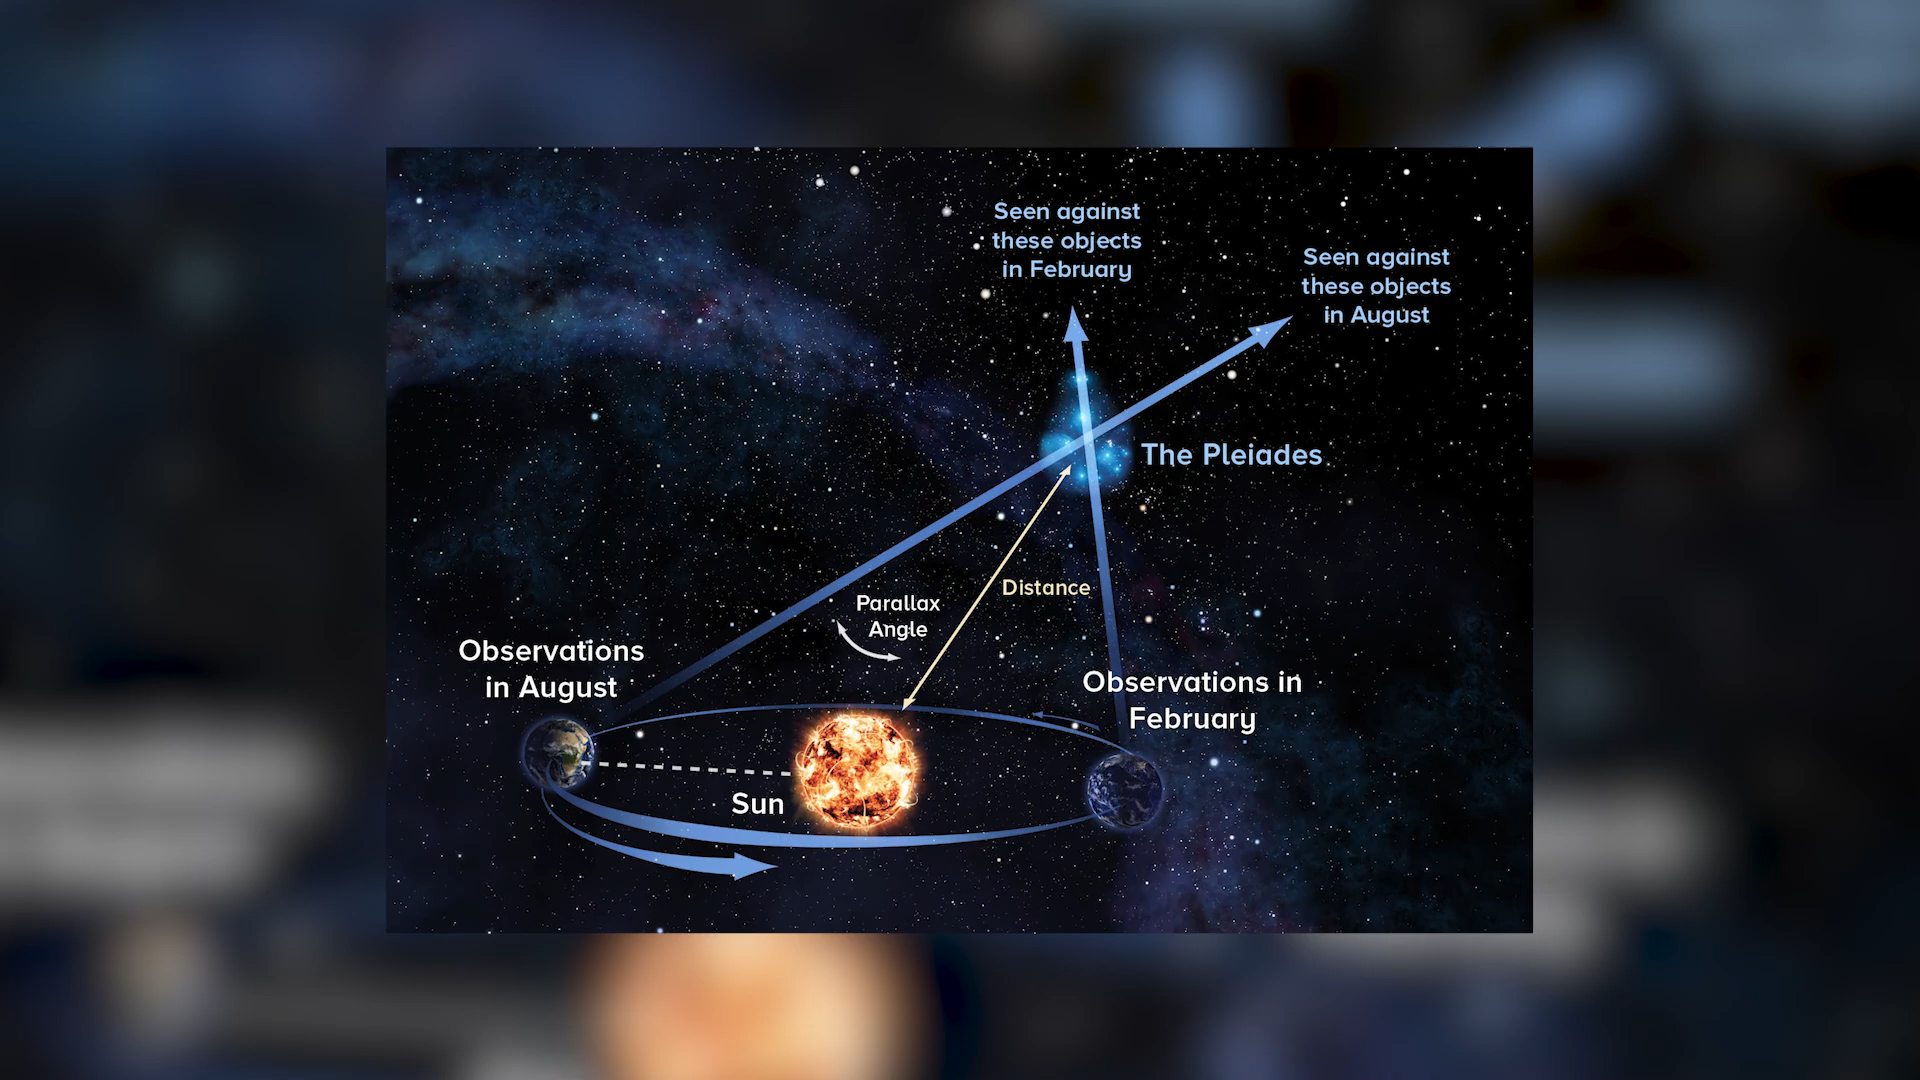 Seen against
these objects
in February
Seen against
these objects
in August
The Pleiades
Distance
Parallax
Angle
Observations
in August
Observations in
February
Sun